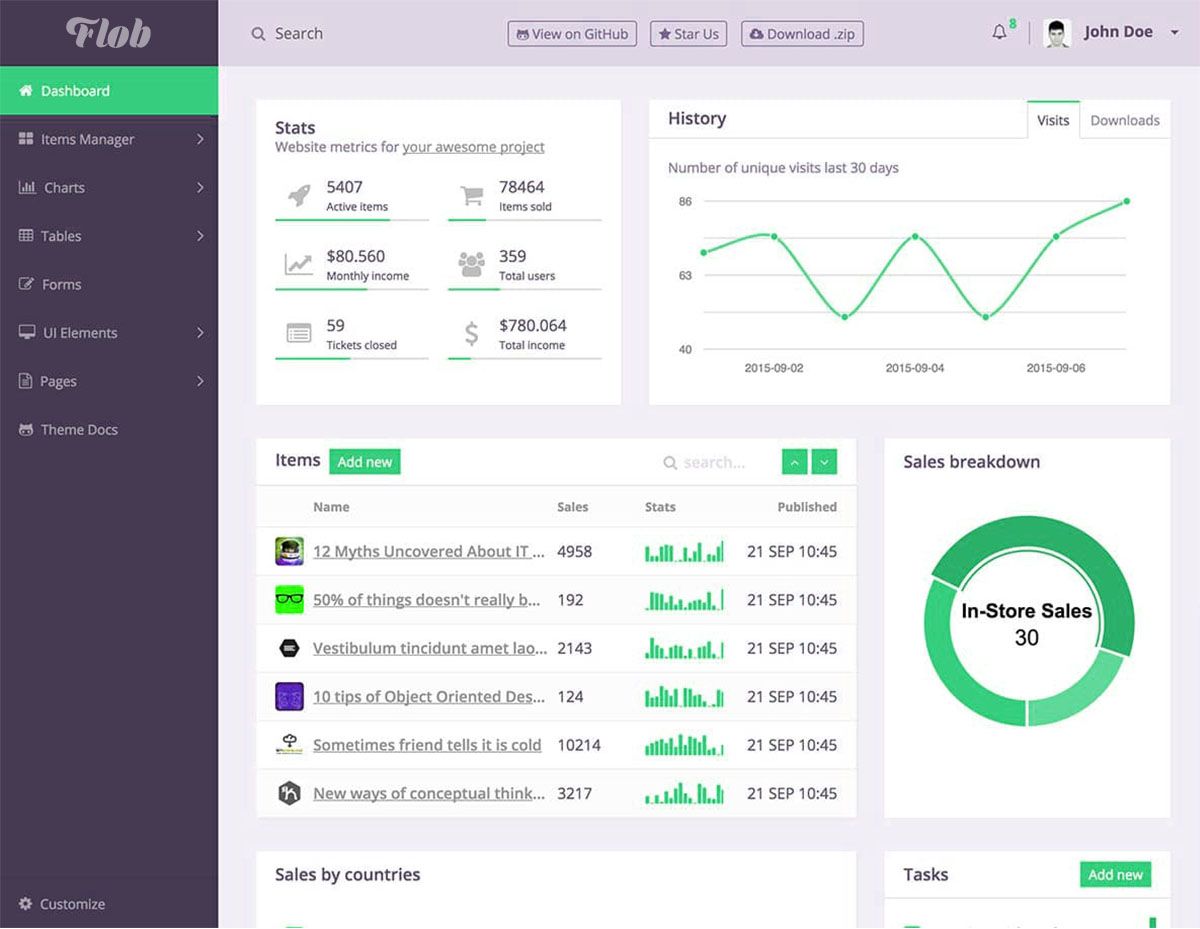 Flob
Search
View on GitHub
Star Us
Download .zip
8
John Doe
Dashboard
Items Manager
Charts
Tables
Forms
UI Elements
Pages
Theme Docs
Customize
Stats
Website metrics for your awesome project
5407
Active items
78464
Items sold
$80.560
Monthly income
359
Total users
59
Tickets closed
$780.064
Total income
History
Visits
Downloads
Number of unique visits last 30 days
86
63
40
2015-09-02
2015-09-04
2015-09-06
Items
Add new
search...
Name Sales Stats Published
12 Myths Uncovered About IT ... 4958 21 SEP 10:45
50% of things doesn't really b... 192 21 SEP 10:45
Vestibulum tincidunt amet lao... 2143 21 SEP 10:45
10 tips of Object Oriented Des... 124 21 SEP 10:45
Sometimes friend tells it is cold 10214 21 SEP 10:45
New ways of conceptual think... 3217 21 SEP 10:45
Sales breakdown
In-Store Sales
30
Sales by countries
Tasks
Add new